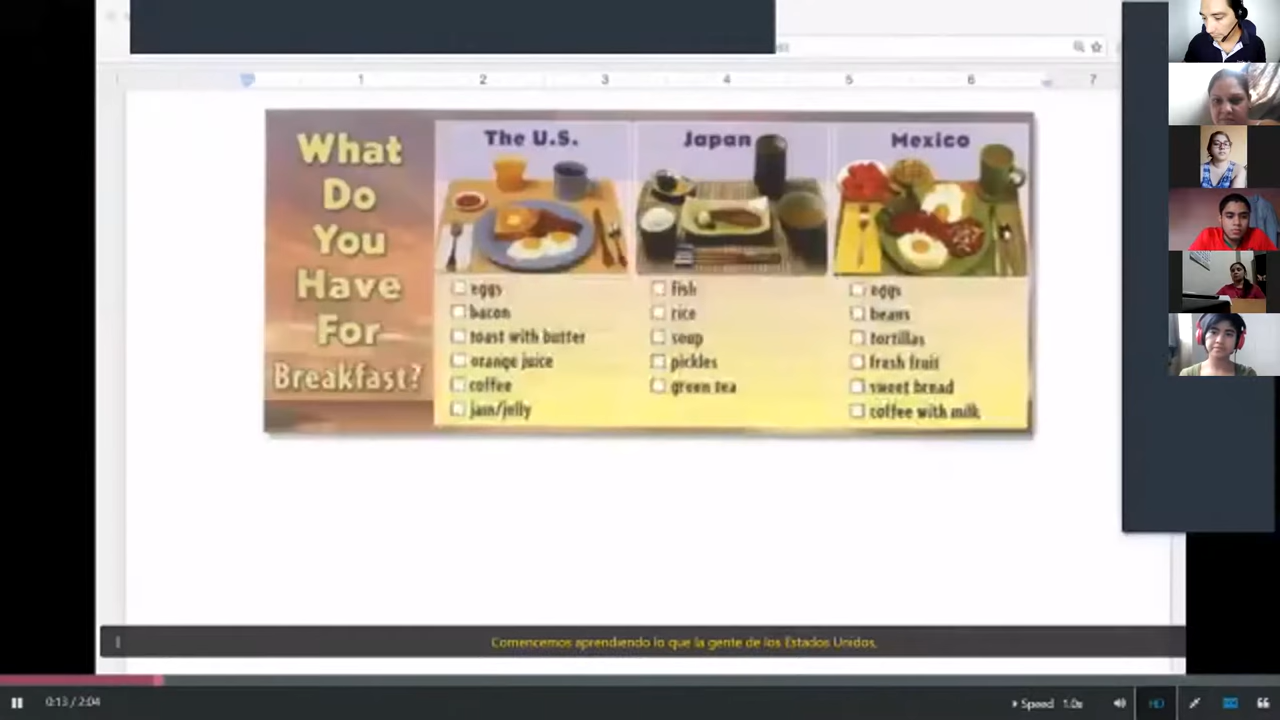 1 2 3 4 5 6 7
What
Do
You
Have
For
Breakfast?
The U.S.
eggs
bacon
toast with butter
orange juice
coffee
jam/jelly
Japan
fish
rice
soup
pickles
green tea
Mexico
eggs
beans
tortillas
fresh fruit
sweet bread
coffee with milk
Comencemos aprendiendo lo que la gente de los Estados Unidos,
0:13 / 2:04
Speed 1.0x
HD